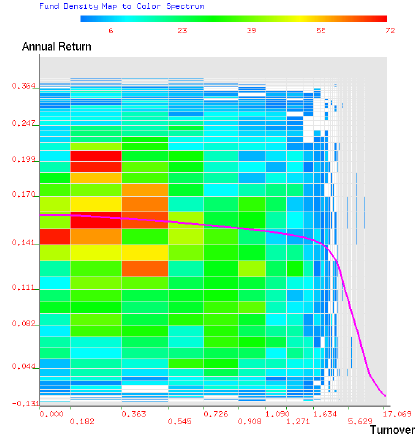 Fund Density Map to Color Spectrum
6 23 39 56 72
Annual Return
0.364
0.247
0.199
0.170
0.141
0.111
0.082
0.044
-0.131
0.000 0.363 0.726 1.090 1.634 17.069
0.182 0.545 0.908 1.271 5.629
Turnover